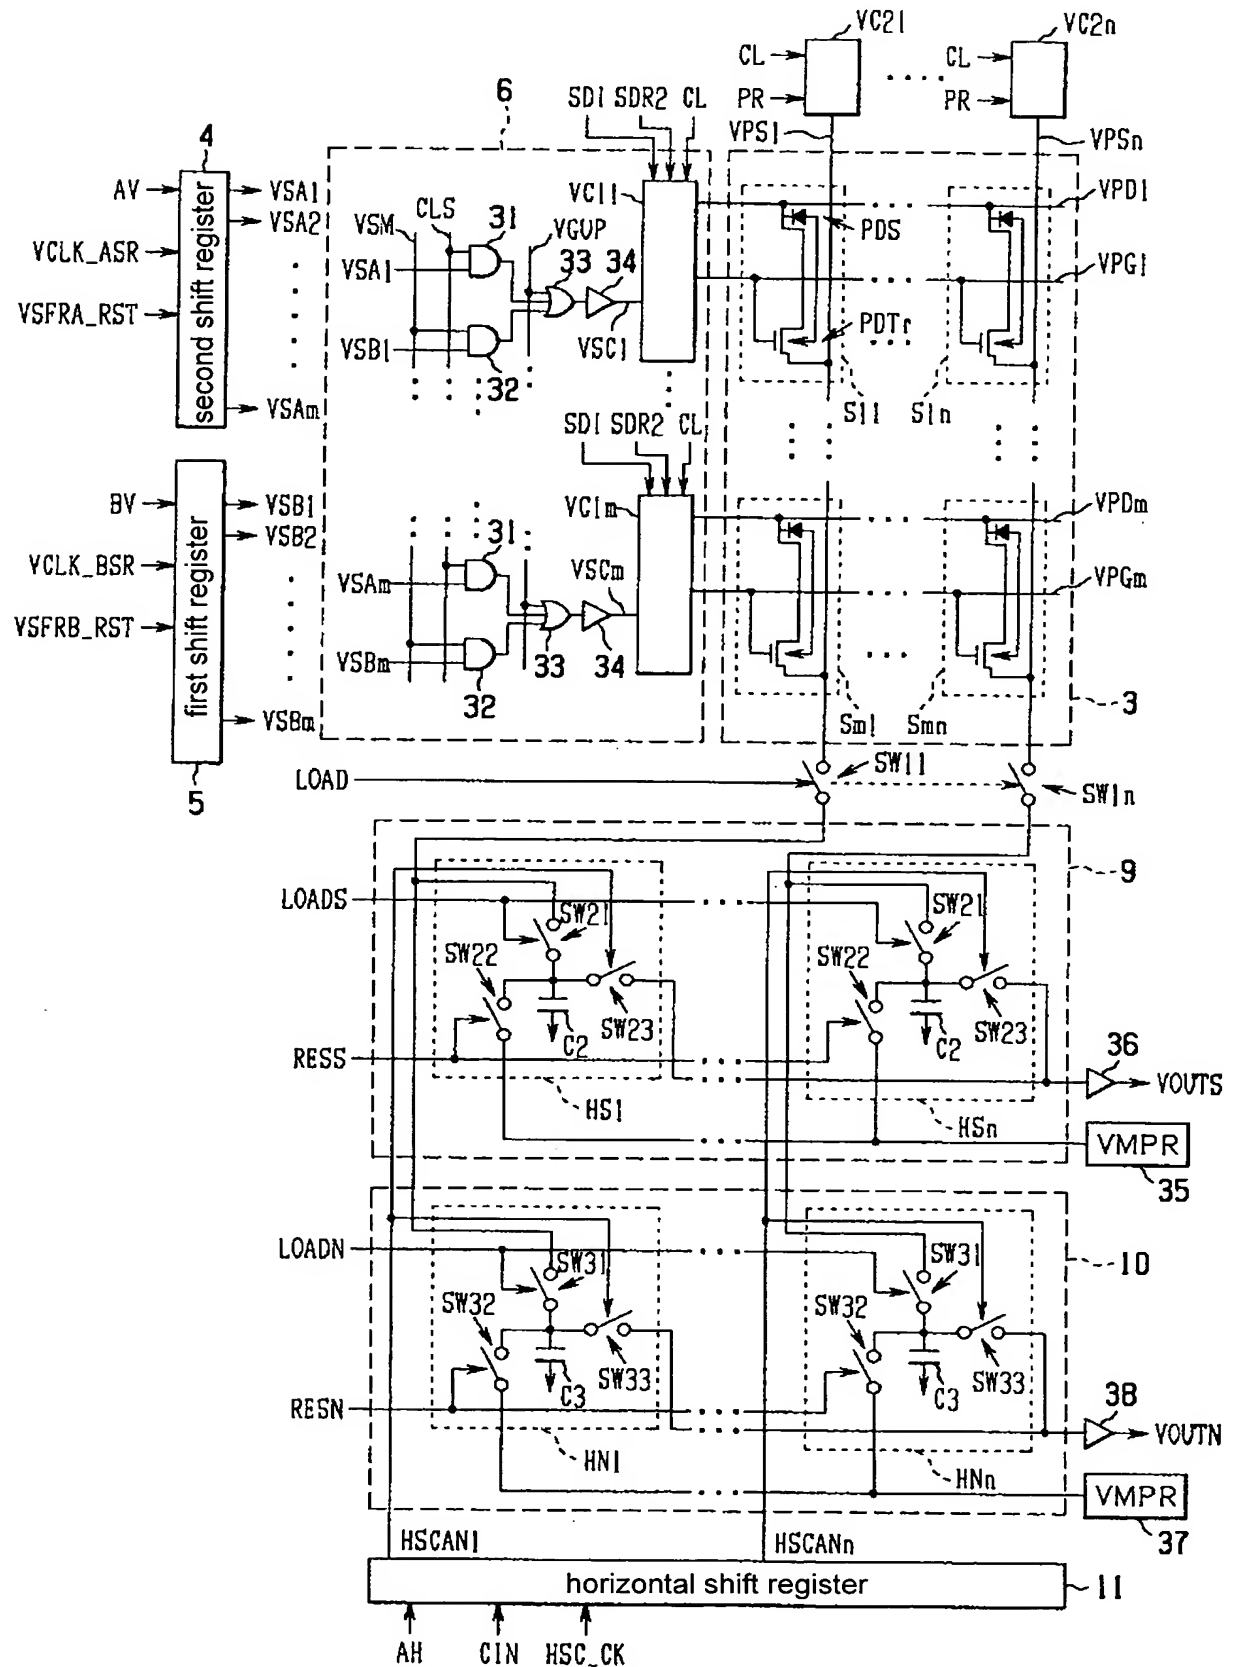 VC21
VC2n
CL
CL
PR
PR
6
SDI SDR2 CL
VPS1
VPSn
4
AV
VSA1
VSA2
VCLK_ASR
VSFRA_RST
second shift register
VSAm
VSM
CLS
31
VGUP
33
34
VC11
VSA1
VSB1
32
VSC1
PDS
PDTr
VPD1
VPG1
S11
S1n
SDI SDR2 CL
BV
VSB1
VSB2
VCLK_BSR
VSFRB_RST
first shift register
VSBm
5
31
VC1m
VSAm
VSCm
VSBm
33
34
32
VPDm
VPGm
Sm1
Smn
3
LOAD
SW11
SW1n
9
LOADS
SW21
SW21
SW22
SW22
SW23
SW23
C2
C2
RESS
HS1
HSn
36
VOUTS
VMPR
35
LOADN
SW31
SW31
10
SW32
SW32
SW33
SW33
C3
C3
RESN
HN1
HNn
38
VOUTN
VMPR
37
HSCAN1
HSCANn
horizontal shift register
11
AH
CIN
HSC_CK